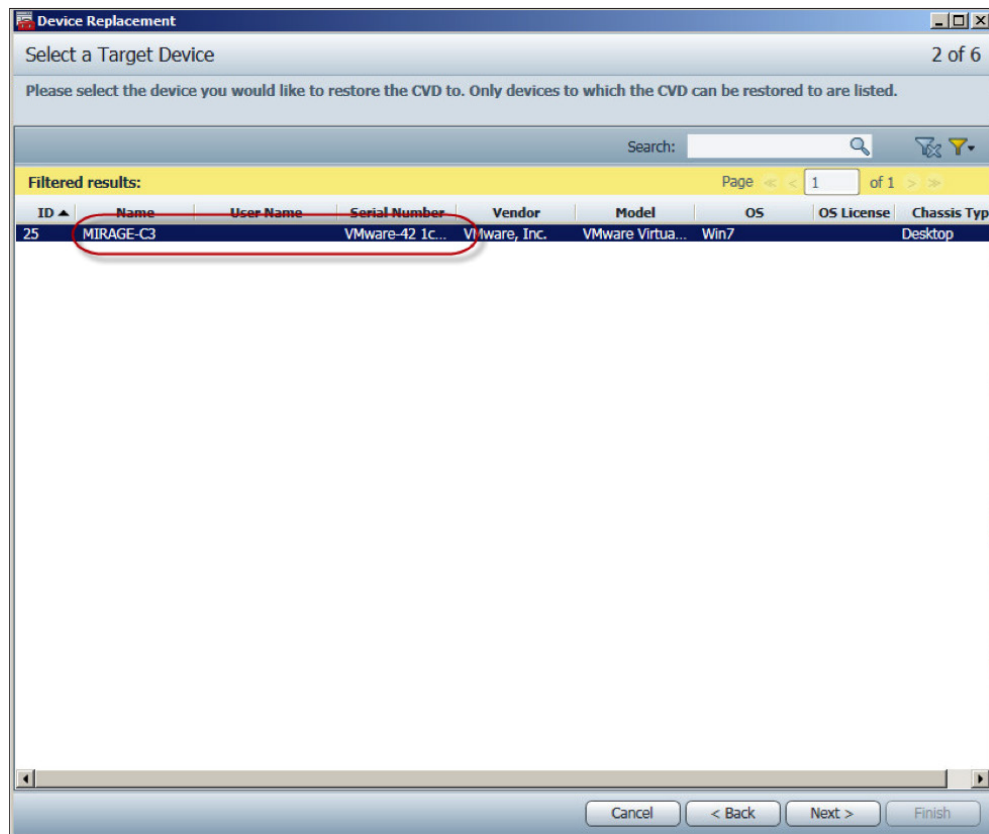 Device Replacement
Select a Target Device 2 of 6
Please select the device you would like to restore the CVD to. Only devices to which the CVD can be restored to are listed.
Search:
Filtered results: Page 1 of 1
ID Name User Name Serial Number Vendor Model OS OS License Chassis Typ
25 MIRAGE-C3 VMware-42 1c... VMware, Inc. VMware Virtua... Win7 Desktop
Cancel < Back Next > Finish